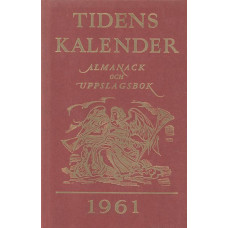 TIDENS
KALENDER
ALMANACK
OCH
UPPSLAGSBOK
1961